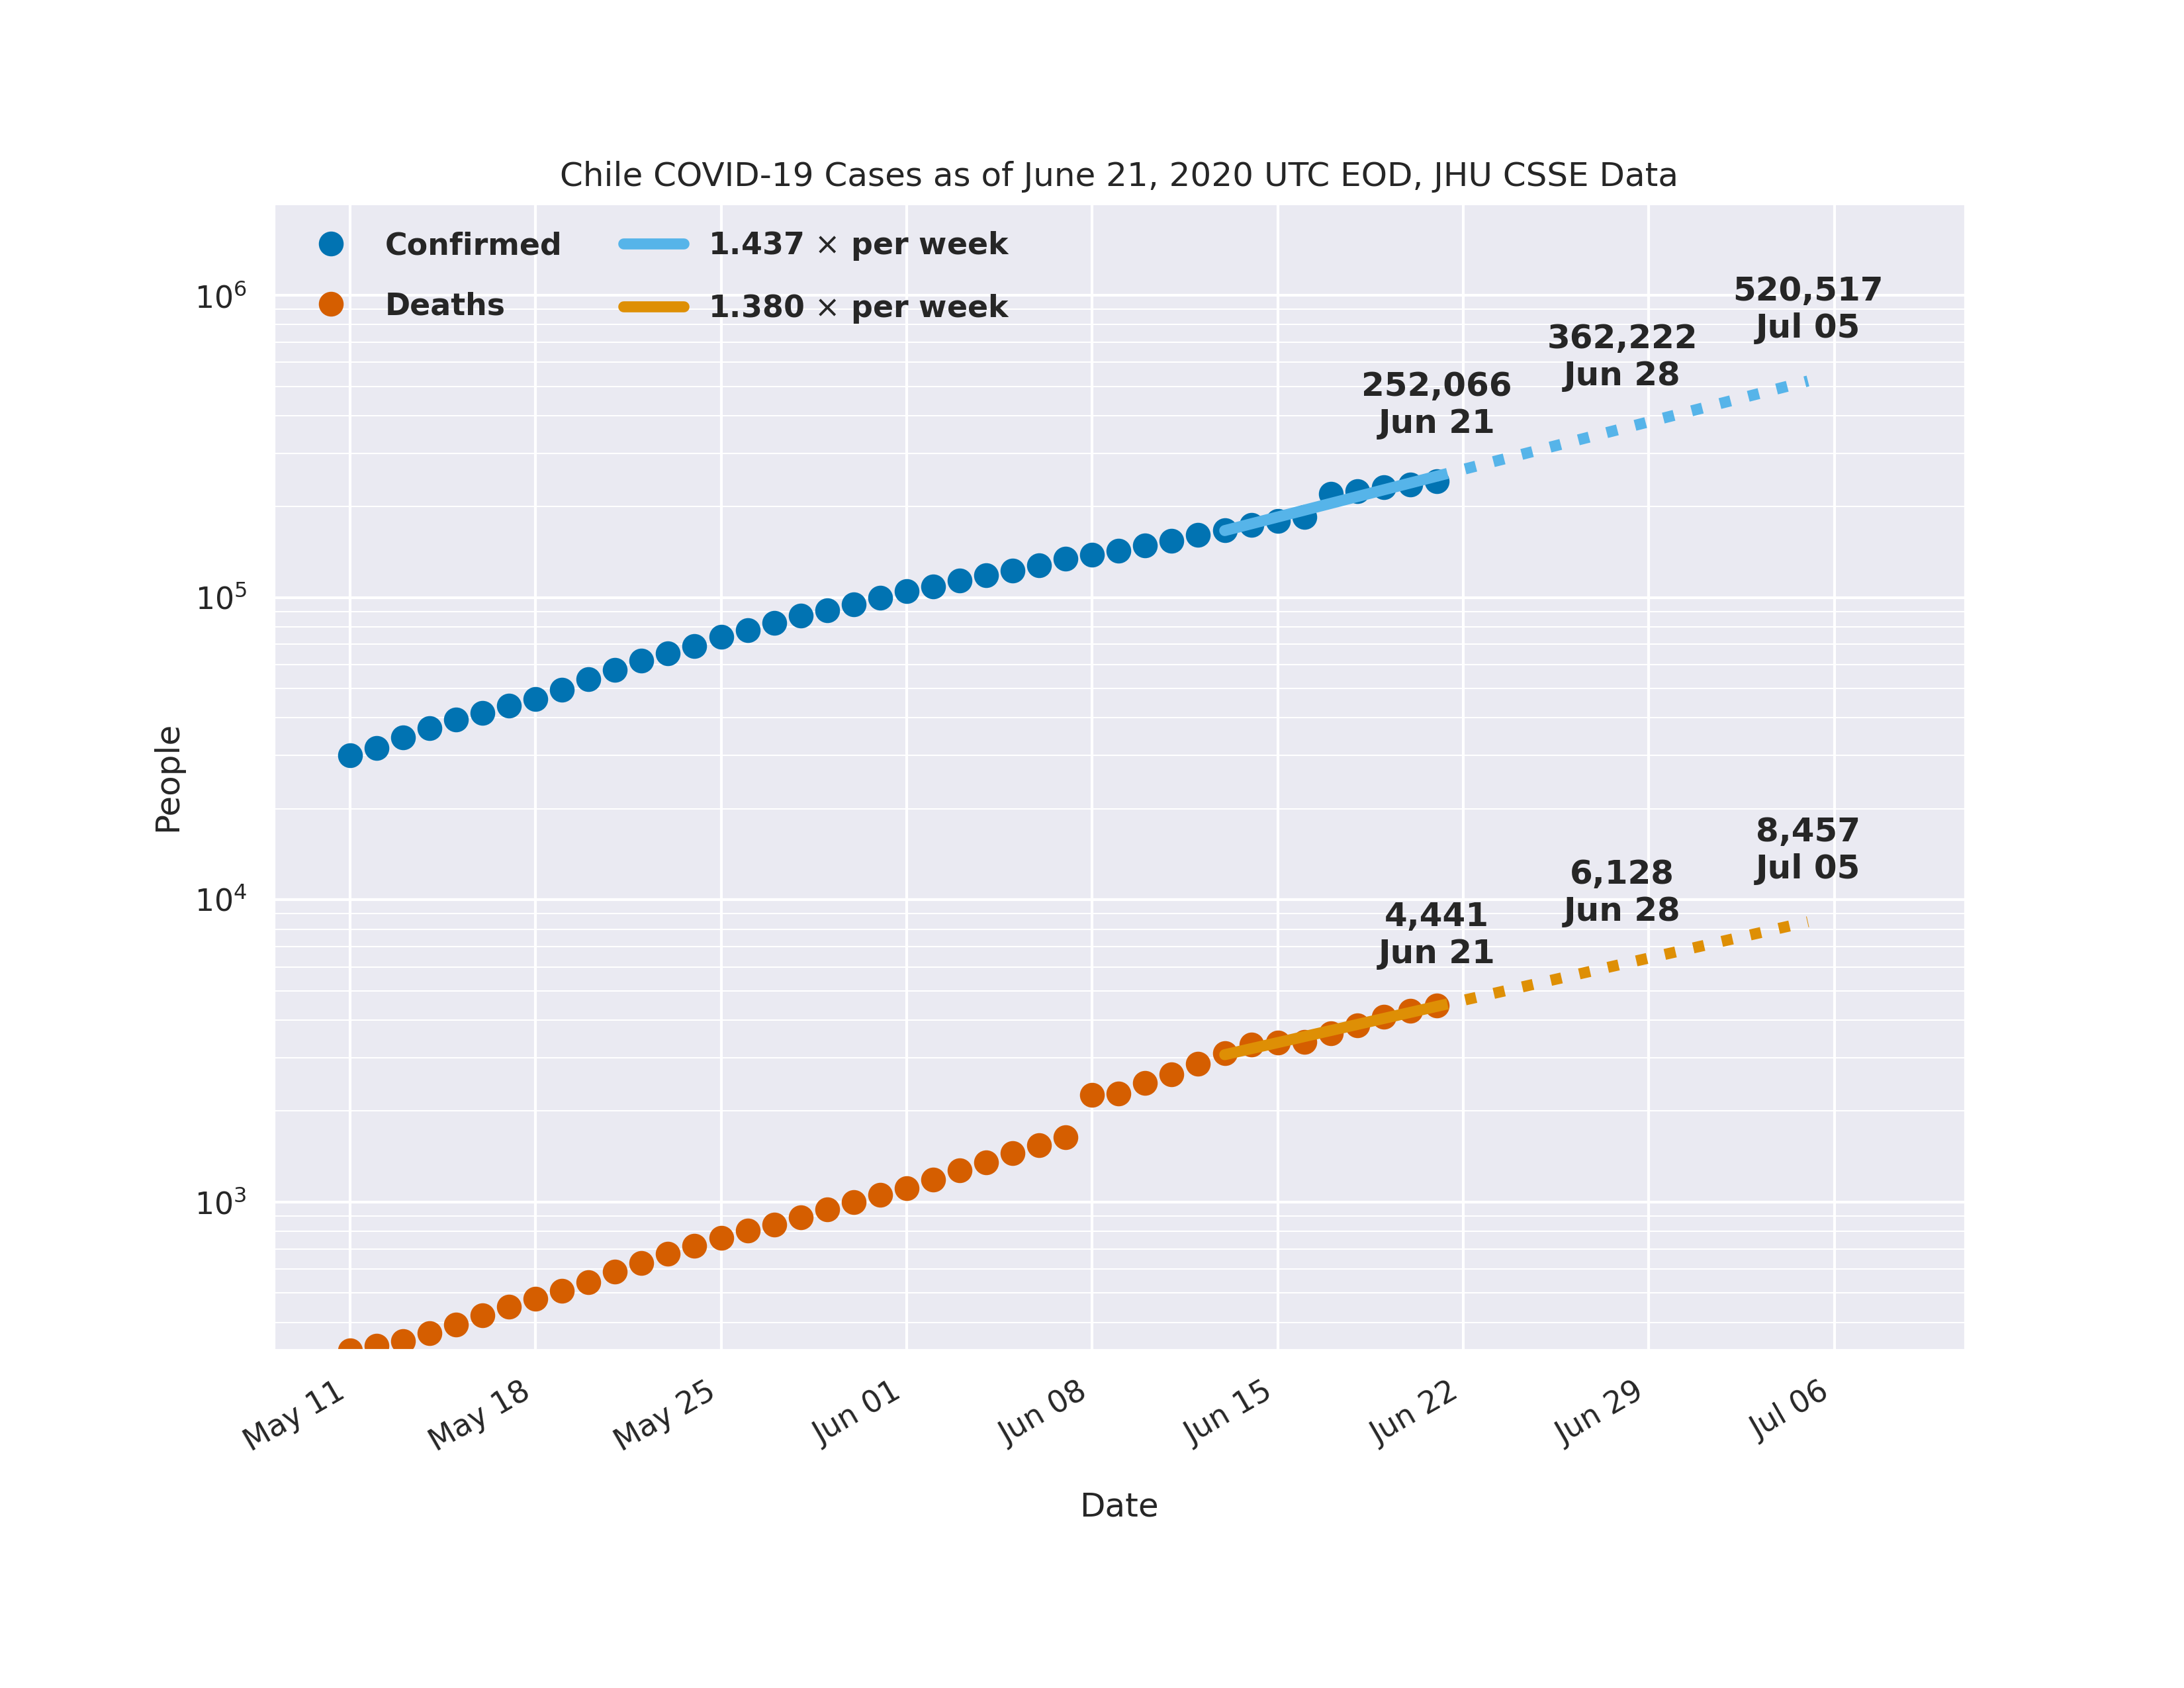 Chile COVID-19 Cases as of June 21, 2020 UTC EOD, JHU CSSE Data
Confirmed
Deaths
1.437 × per week
1.380 × per week
520,517
Jul 05
362,222
Jun 28
252,066
Jun 21
8,457
Jul 05
6,128
Jun 28
4,441
Jun 21
10⁶
10⁵
10⁴
10³
People
May 11
May 18
May 25
Jun 01
Jun 08
Jun 15
Jun 22
Jun 29
Jul 06
Date